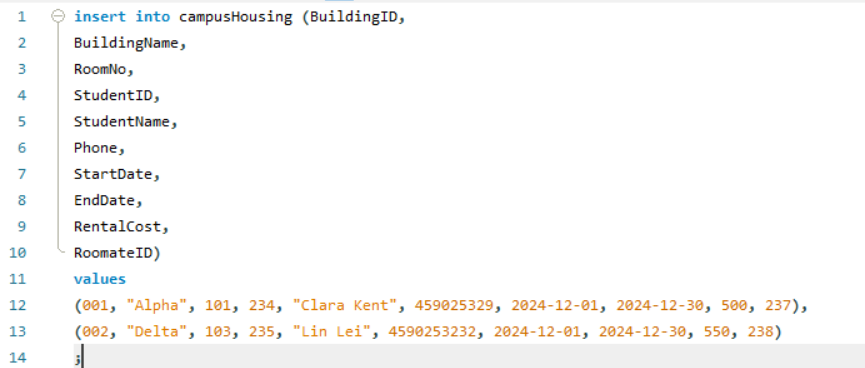 1 insert into campusHousing (BuildingID,
2 BuildingName,
3 RoomNo,
4 StudentID,
5 StudentName,
6 Phone,
7 StartDate,
8 EndDate,
9 RentalCost,
10 RoomateID)
11 values
12 (001, "Alpha", 101, 234, "Clara Kent", 459025329, 2024-12-01, 2024-12-30, 500, 237),
13 (002, "Delta", 103, 235, "Lin Lei", 4590253232, 2024-12-01, 2024-12-30, 550, 238)
14 ;